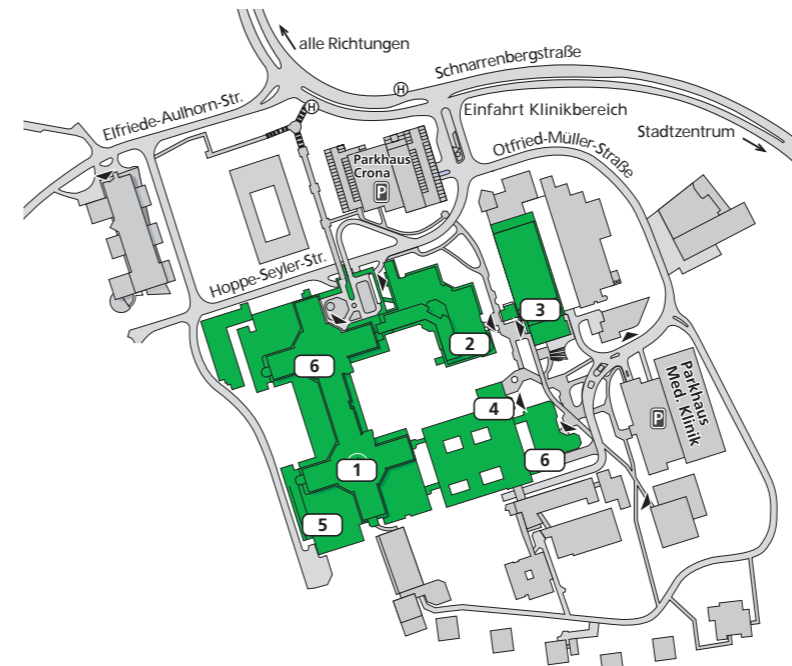 alle Richtungen
Schnarrenbergstraße
H
Elfriede-Aulhorn-Str.
H
Einfahrt Klinikbereich
Stadtzentrum
Otfried-Müller-Straße
Parkhaus
Crona
P
Hoppe-Seyler-Str.
3
2
6
Parkhaus
Med. Klinik
P
4
6
1
5